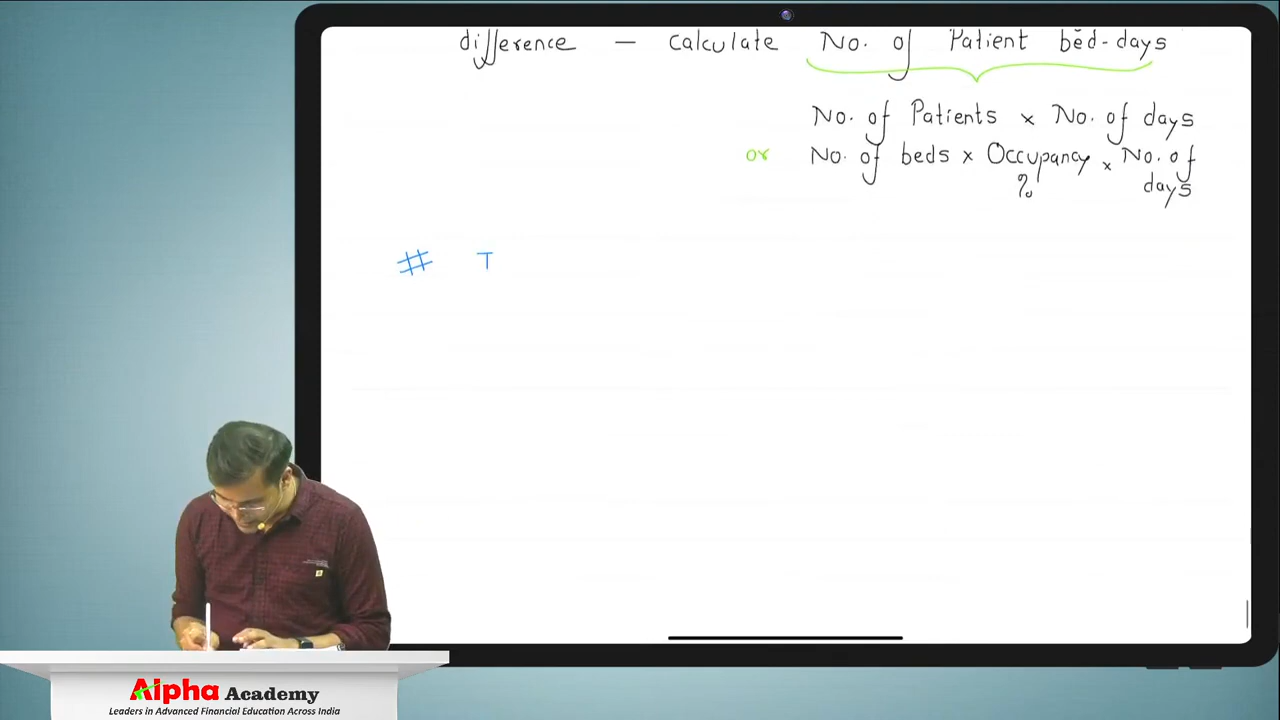 difference — Calculate No. of Patient bed-days
No. of Patients x No. of days
or No. of beds x Occupancy % x No. of days
# T
Alpha Academy
Leaders in Advanced Financial Education Across India